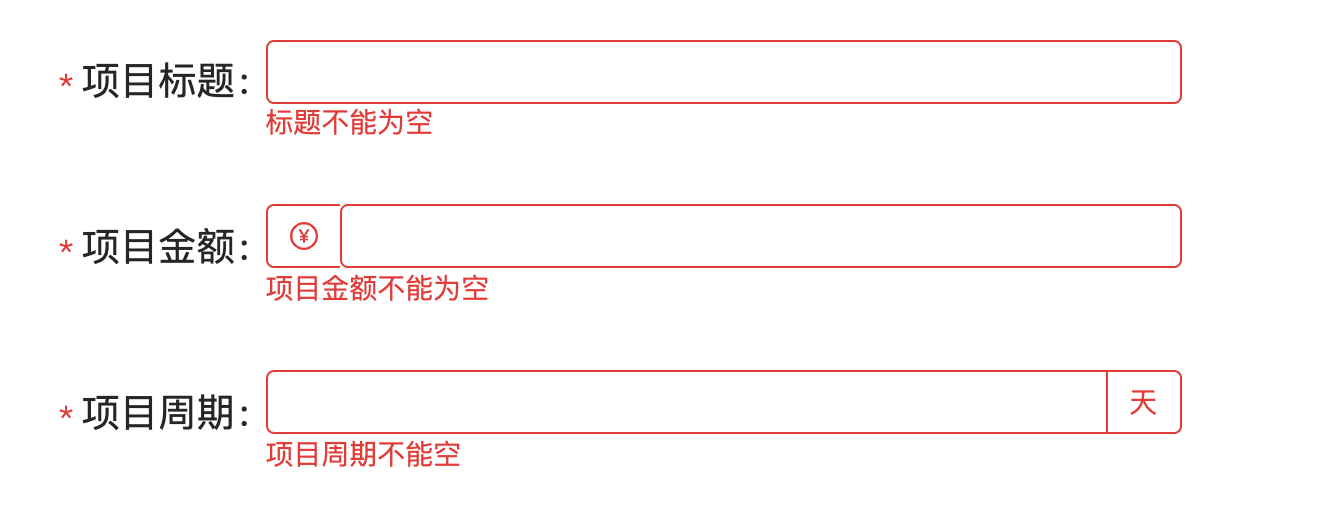 * 项目标题:
标题不能为空
* 项目金额: ¥
项目金额不能为空
* 项目周期: 天
项目周期不能空